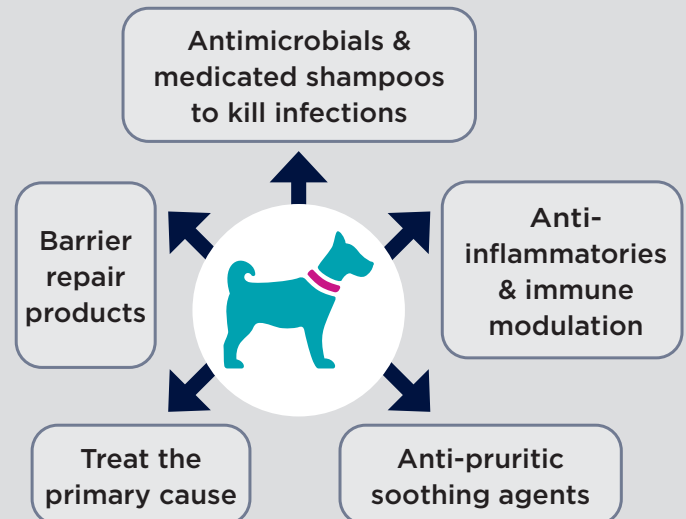 Antimicrobials &
medicated shampoos
to kill infections
Barrier
repair
products
Anti-
inflammatories
& immune
modulation
Treat the
primary cause
Anti-pruritic
soothing agents